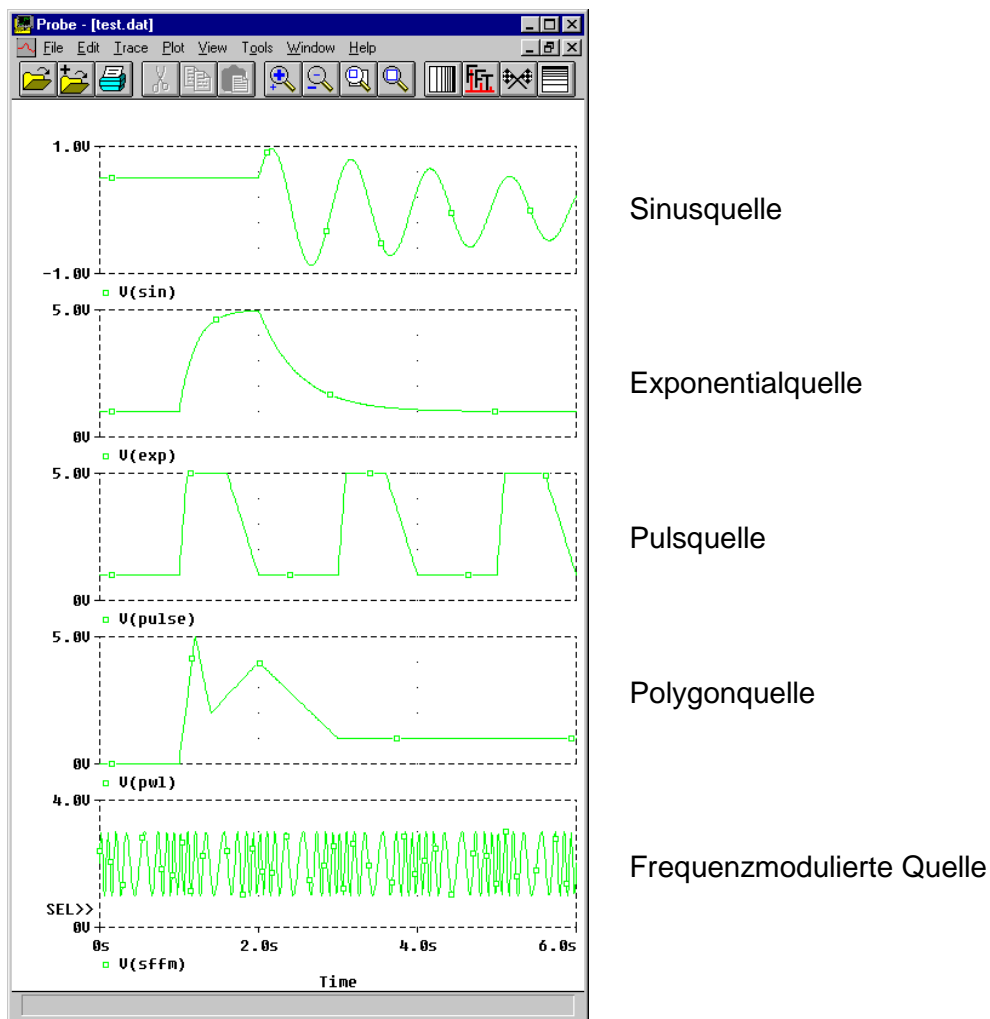 Probe - [test.dat]
File Edit Trace Plot View Tools Window Help
FFT
1.0V
-1.0V
V(sin)
Sinusquelle
5.0V
0V
V(exp)
Exponentialquelle
5.0V
0V
V(pulse)
Pulsquelle
5.0V
0V
V(pwl)
Polygonquelle
4.0V
SEL>>
0V
0s 2.0s 4.0s 6.0s
V(sffm)
Time
Frequenzmodulierte Quelle